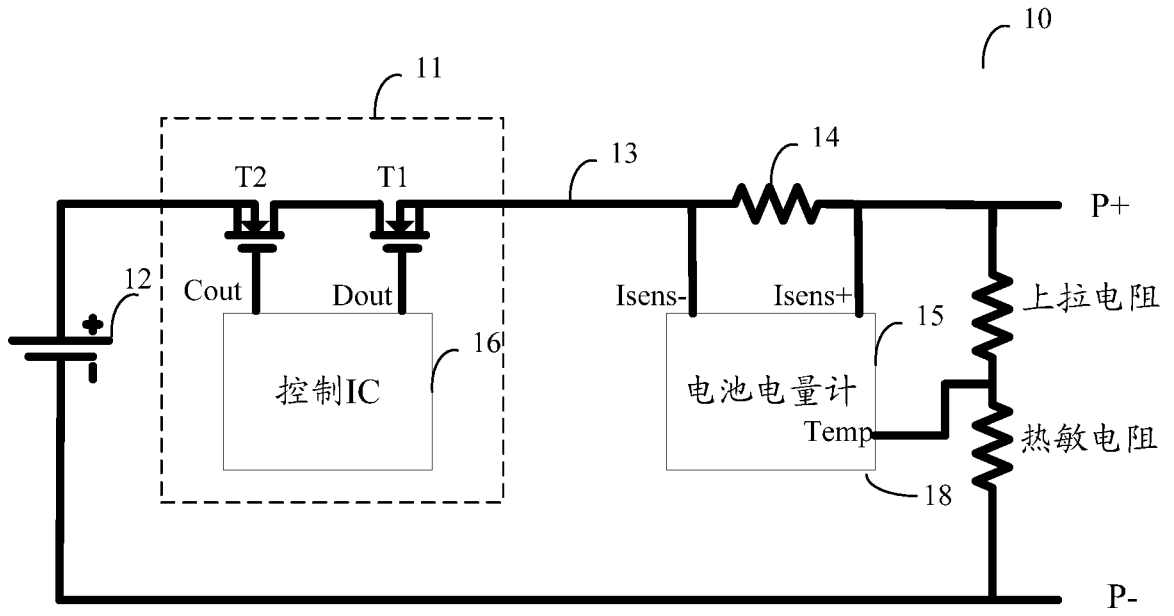 10
11
T2
T1
13
14
P+
Cout
Dout
Isens-
Isens+
12
15
上拉电阻
16
控制IC
电池电量计
Temp
热敏电阻
18
P-